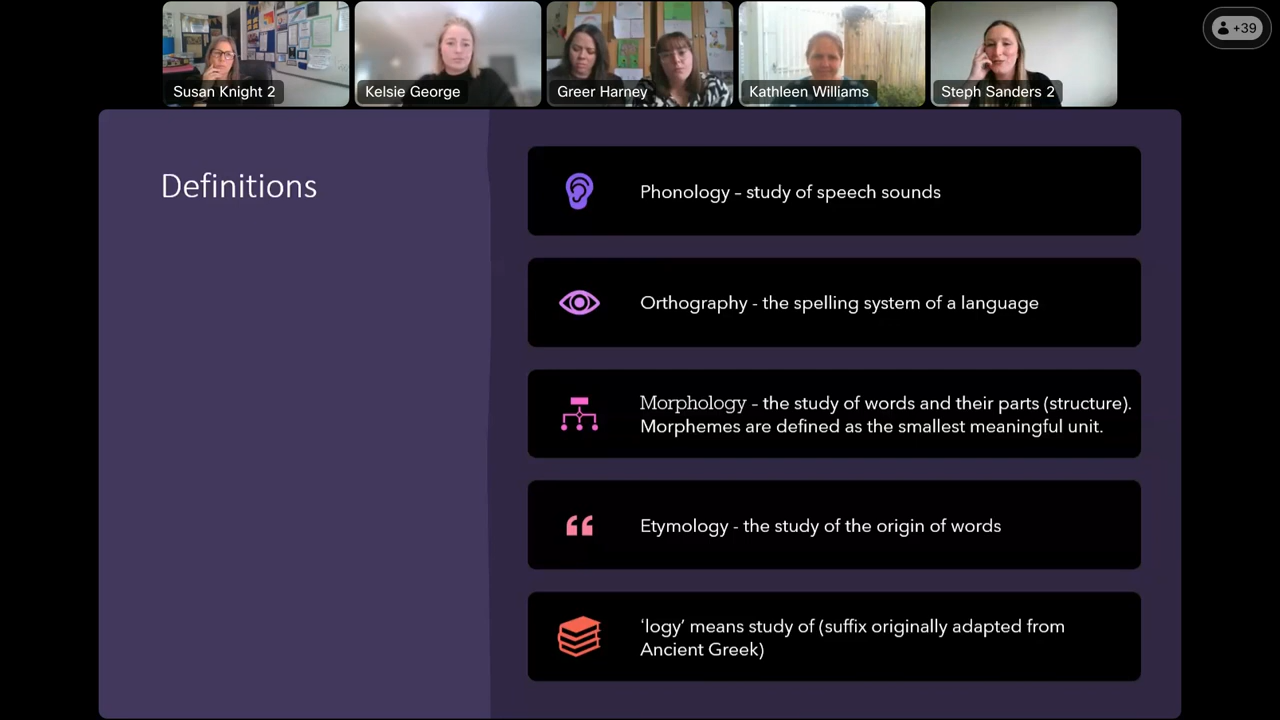 Susan Knight 2
Kelsie George
Greer Harney
Kathleen Williams
Steph Sanders 2
+39
Definitions
Phonology – study of speech sounds
Orthography - the spelling system of a language
Morphology – the study of words and their parts (structure).
Morphemes are defined as the smallest meaningful unit.
Etymology - the study of the origin of words
‘logy’ means study of (suffix originally adapted from
Ancient Greek)